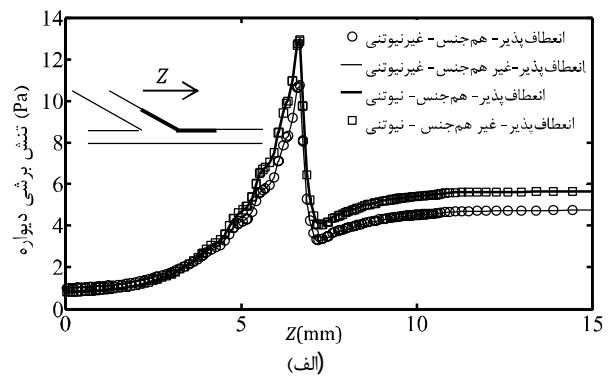 14
12
10
8
6
4
2
0
تنش برشی دیواره (Pa)
Z
انعطاف‌پذیر- هم‌جنس- غیرنیوتنی
انعطاف‌پذیر-غیر هم‌جنس-غیرنیوتنی
انعطاف‌پذیر- هم‌جنس- نیوتنی
انعطاف‌پذیر- غیر هم‌جنس - نیوتنی
0 5 10 15
Z(mm)
(الف)